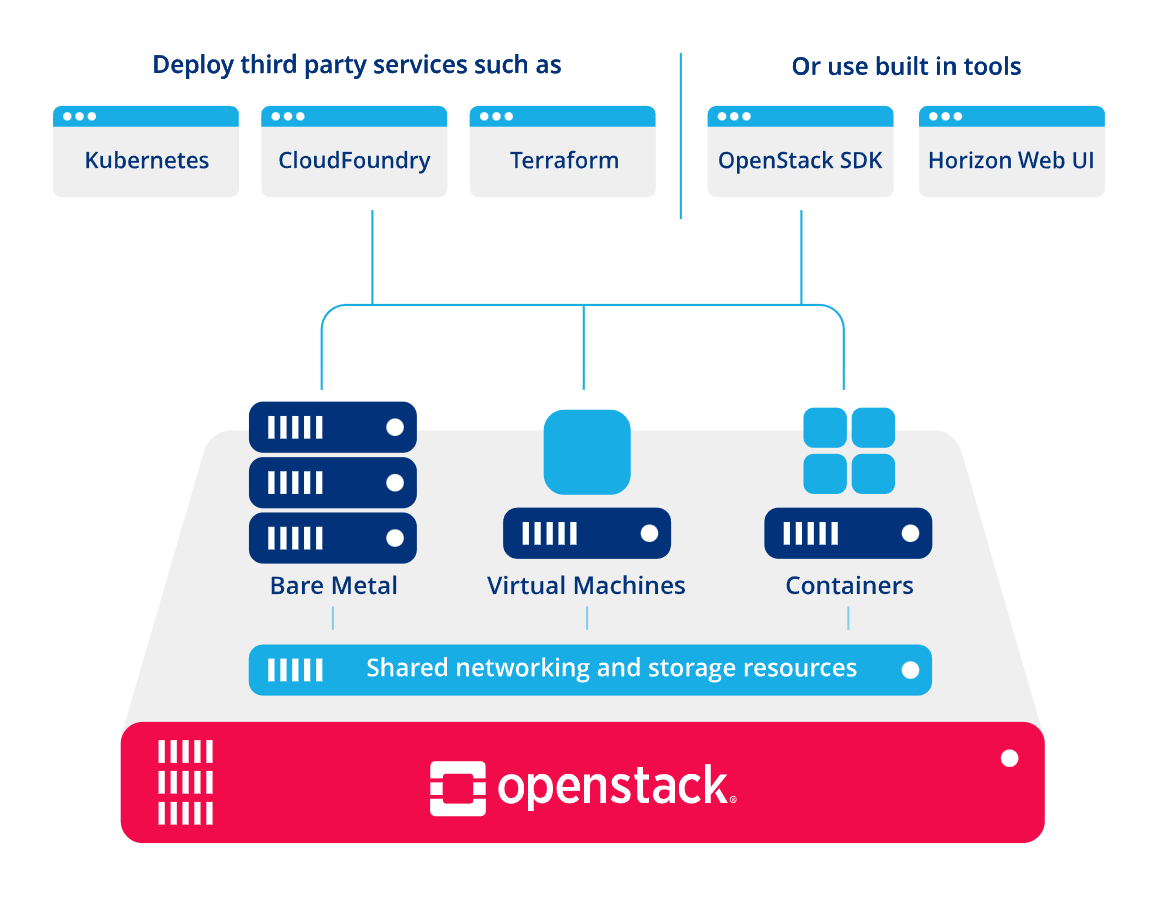 Deploy third party services such as
Or use built in tools
Kubernetes
CloudFoundry
Terraform
OpenStack SDK
Horizon Web UI
Bare Metal
Virtual Machines
Containers
Shared networking and storage resources
openstack®